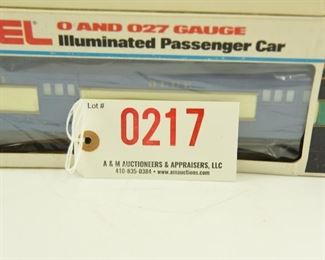 EL O AND O27 GAUGE
Illuminated Passenger Car
Lot #
0217
A & M AUCTIONEERS & APPRAISERS, LLC
410-835-0384 • www.amauctions.com